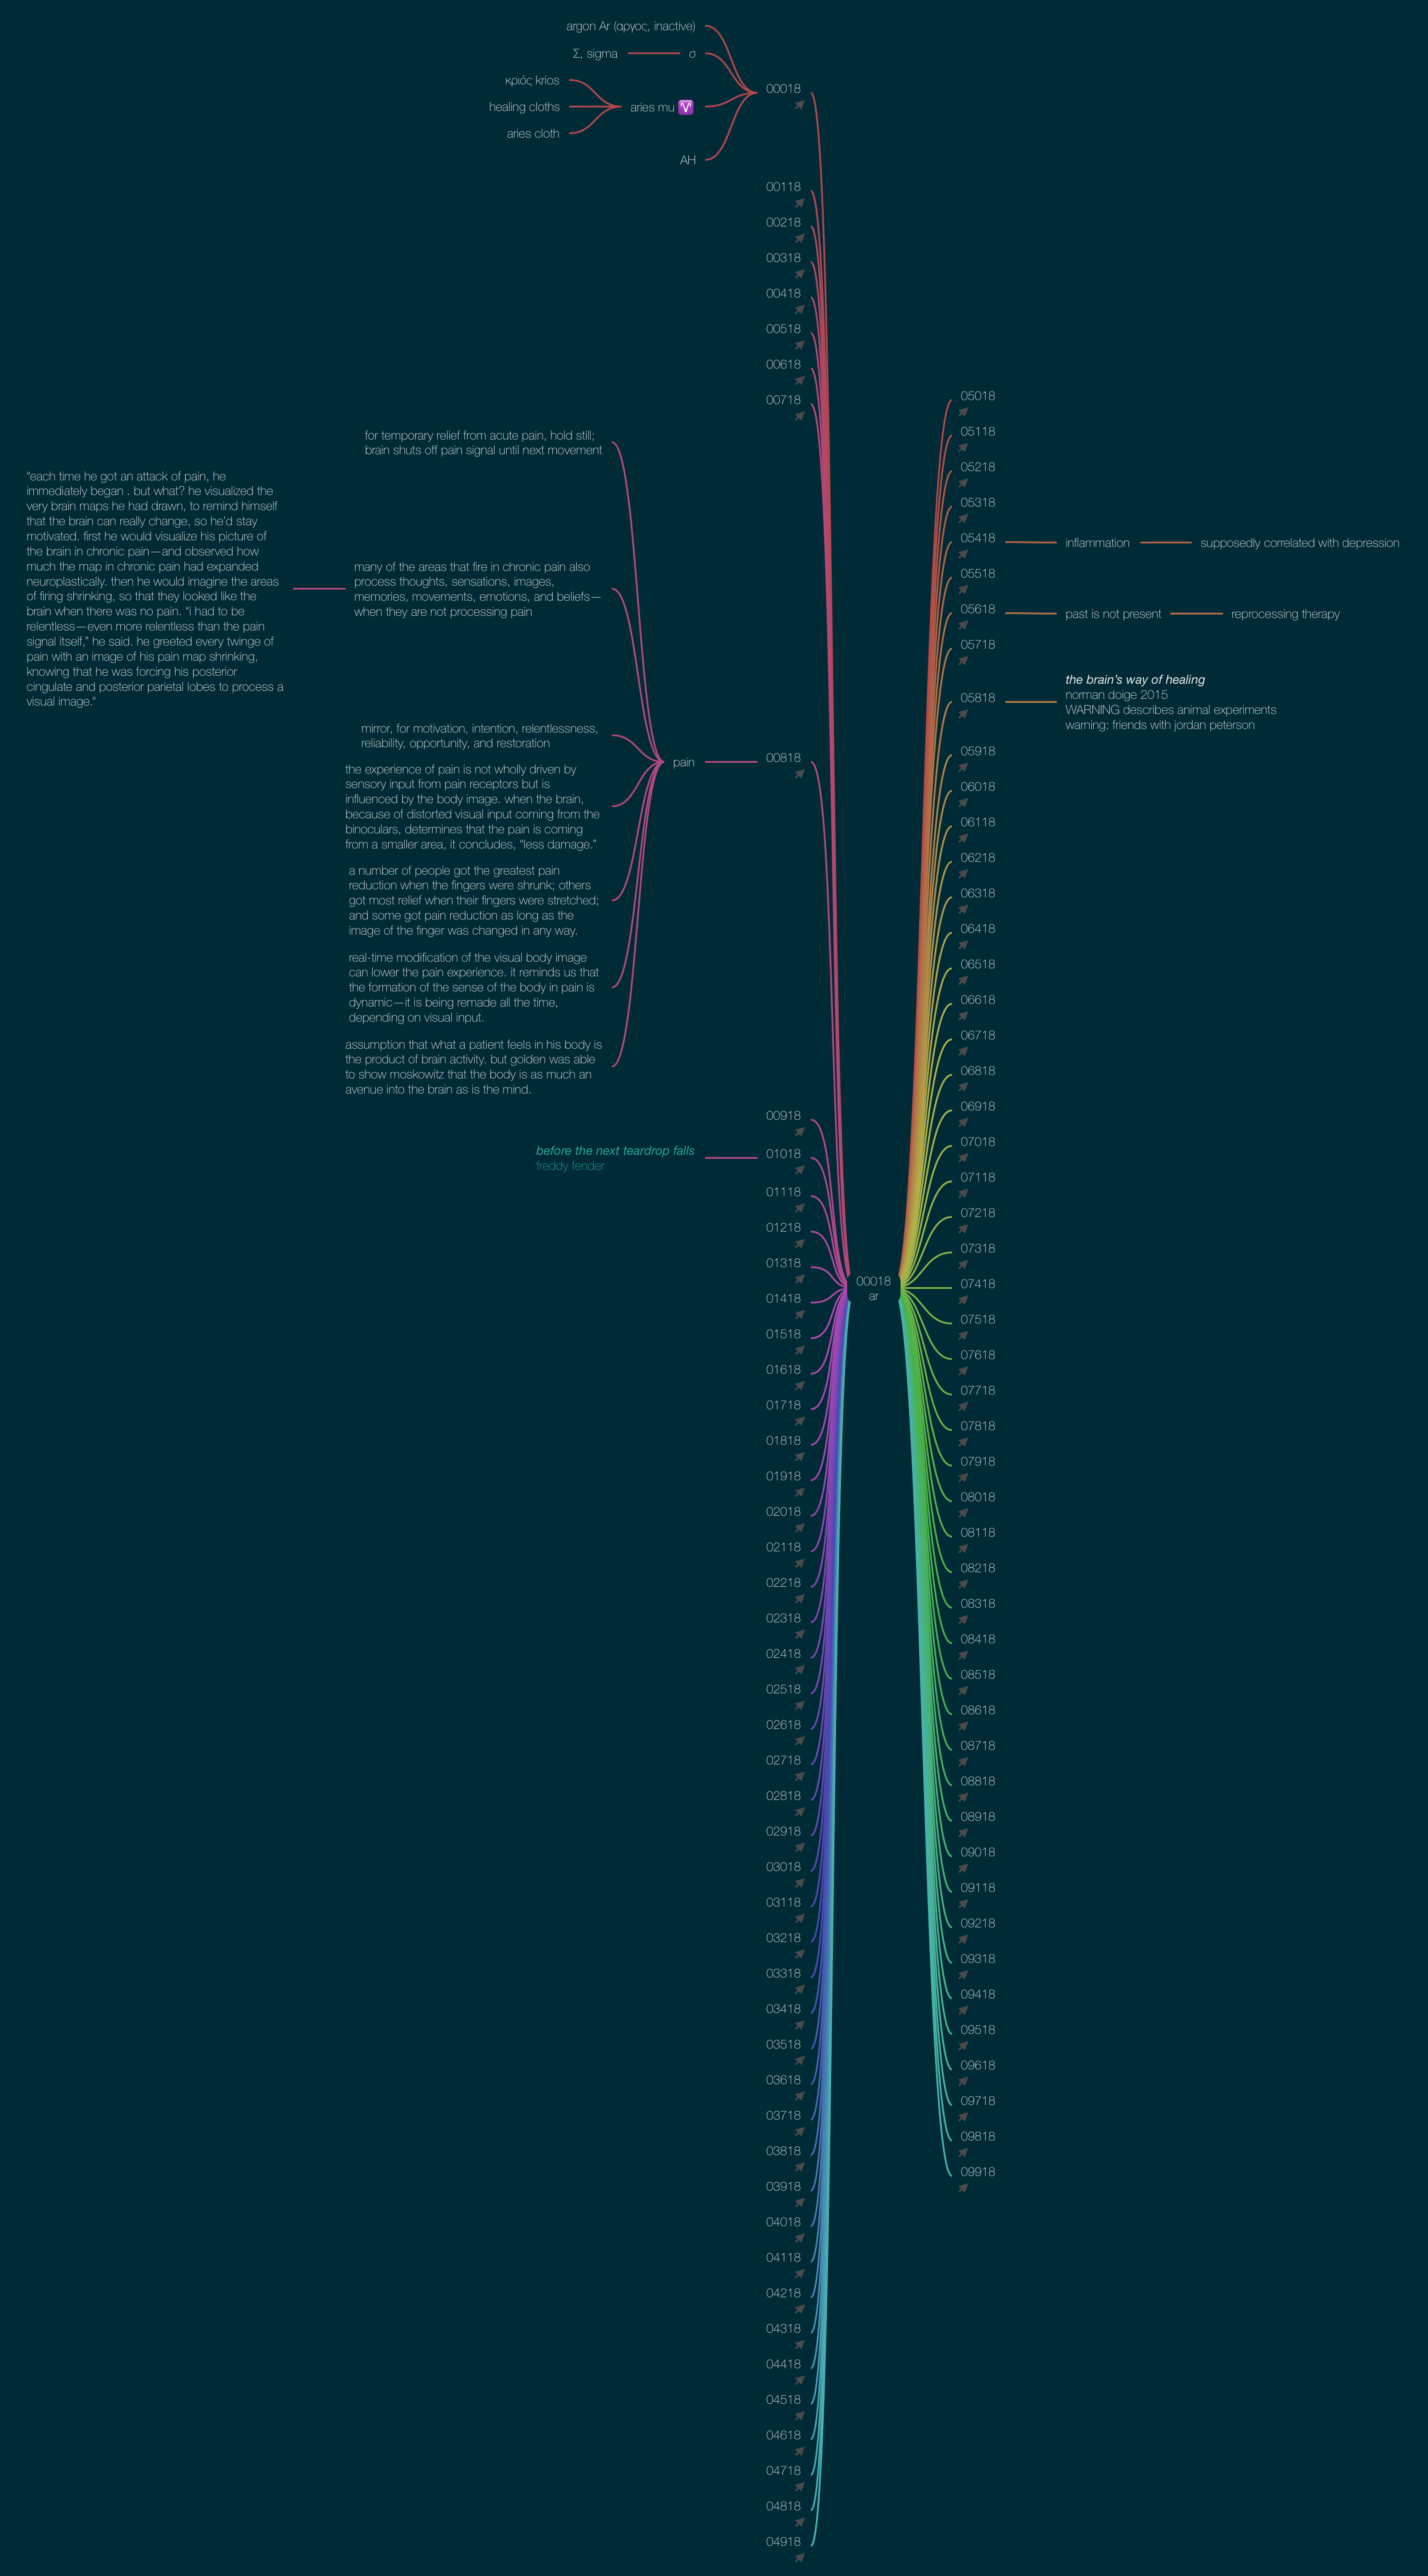 argon Ar (αργος, inactive)
Σ, sigma
σ
κριός krios
healing cloths
aries cloth
aries mu ♈
AH
00018
00118
00218
00318
00418
00518
00618
00718
for temporary relief from acute pain, hold still;
brain shuts off pain signal until next movement
“each time he got an attack of pain, he
immediately began . but what? he visualized the
very brain maps he had drawn, to remind himself
that the brain can really change, so he’d stay
motivated. first he would visualize his picture of
the brain in chronic pain—and observed how
much the map in chronic pain had expanded
neuroplastically. then he would imagine the areas
of firing shrinking, so that they looked like the
brain when there was no pain. “i had to be
relentless—even more relentless than the pain
signal itself,” he said. he greeted every twinge of
pain with an image of his pain map shrinking,
knowing that he was forcing his posterior
cingulate and posterior parietal lobes to process a
visual image.“
many of the areas that fire in chronic pain also
process thoughts, sensations, images,
memories, movements, emotions, and beliefs—
when they are not processing pain
mirror, for motivation, intention, relentlessness,
reliability, opportunity, and restoration
the experience of pain is not wholly driven by
sensory input from pain receptors but is
influenced by the body image. when the brain,
because of distorted visual input coming from the
binoculars, determines that the pain is coming
from a smaller area, it concludes, “less damage.”
a number of people got the greatest pain
reduction when the fingers were shrunk; others
got most relief when their fingers were stretched;
and some got pain reduction as long as the
image of the finger was changed in any way.
real-time modification of the visual body image
can lower the pain experience. it reminds us that
the formation of the sense of the body in pain is
dynamic—it is being remade all the time,
depending on visual input.
assumption that what a patient feels in his body is
the product of brain activity. but golden was able
to show moskowitz that the body is as much an
avenue into the brain as is the mind.
pain
00818
00918
before the next teardrop falls
freddy fender
01018
01118
01218
01318
01418
01518
01618
01718
01818
01918
02018
02118
02218
02318
02418
02518
02618
02718
02818
02918
03018
03118
03218
03318
03418
03518
03618
03718
03818
03918
04018
04118
04218
04318
04418
04518
04618
04718
04818
04918
00018
ar
05018
05118
05218
05318
05418
inflammation
supposedly correlated with depression
05518
05618
past is not present
reprocessing therapy
05718
05818
the brain’s way of healing
norman doige 2015
WARNING describes animal experiments
warning: friends with jordan peterson
05918
06018
06118
06218
06318
06418
06518
06618
06718
06818
06918
07018
07118
07218
07318
07418
07518
07618
07718
07818
07918
08018
08118
08218
08318
08418
08518
08618
08718
08818
08918
09018
09118
09218
09318
09418
09518
09618
09718
09818
09918